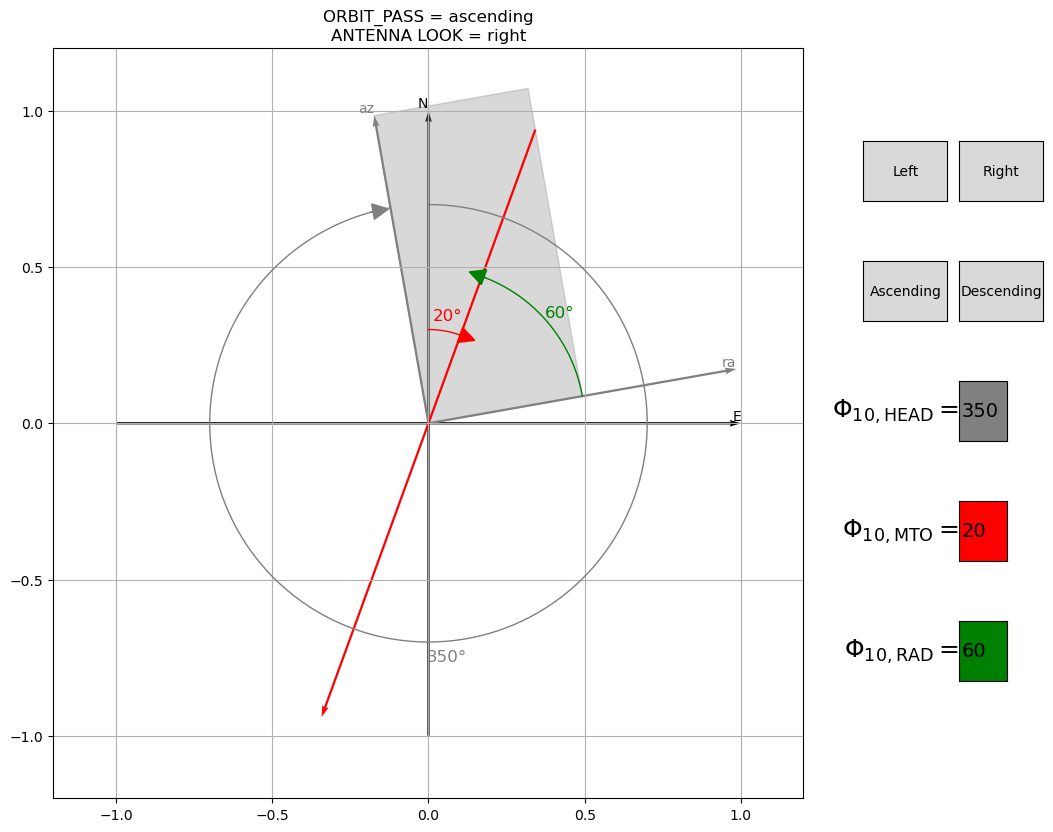 ORBIT_PASS = ascending
ANTENNA LOOK = right
az
N
1.0
Left
Right
0.5
20°
60°
Ascending
Descending
ra
E
0.0
Φ10, HEAD = 350
−0.5
Φ10, MTO = 20
350°
Φ10, RAD = 60
−1.0
−1.0
−0.5
0.0
0.5
1.0